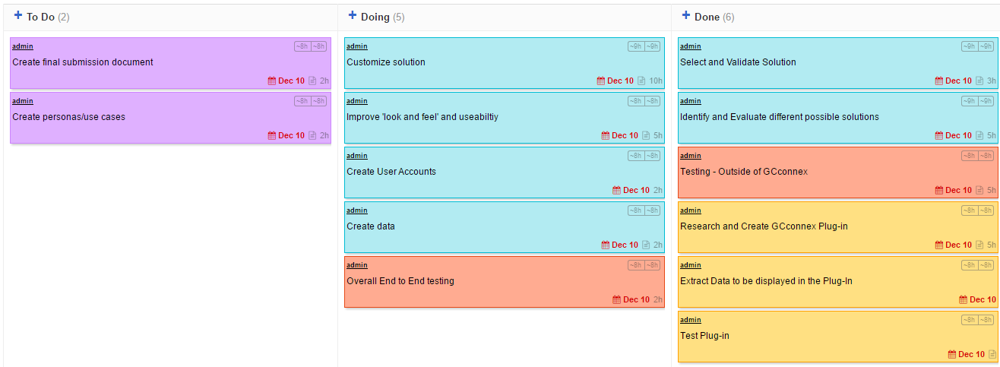 + To Do (2)
admin ~8h ~8h
Create final submission document
Dec 10 2h
admin ~8h ~8h
Create personas/use cases
Dec 10 2h
+ Doing (5)
admin ~9h ~9h
Customize solution
Dec 10 10h
admin ~8h ~8h
Improve 'look and feel' and useabiltiy
Dec 10 5h
admin ~8h ~8h
Create User Accounts
Dec 10 2h
admin ~8h ~8h
Create data
Dec 10 2h
admin ~8h ~8h
Overall End to End testing
Dec 10 2h
+ Done (6)
admin ~9h ~9h
Select and Validate Solution
Dec 10 3h
admin ~9h ~9h
Identify and Evaluate different possible solutions
Dec 10 5h
admin ~8h ~8h
Testing - Outside of GCconnex
Dec 10 5h
admin ~8h ~8h
Research and Create GCconnex Plug-in
Dec 10 5h
admin ~8h ~8h
Extract Data to be displayed in the Plug-In
Dec 10
admin ~8h ~8h
Test Plug-in
Dec 10